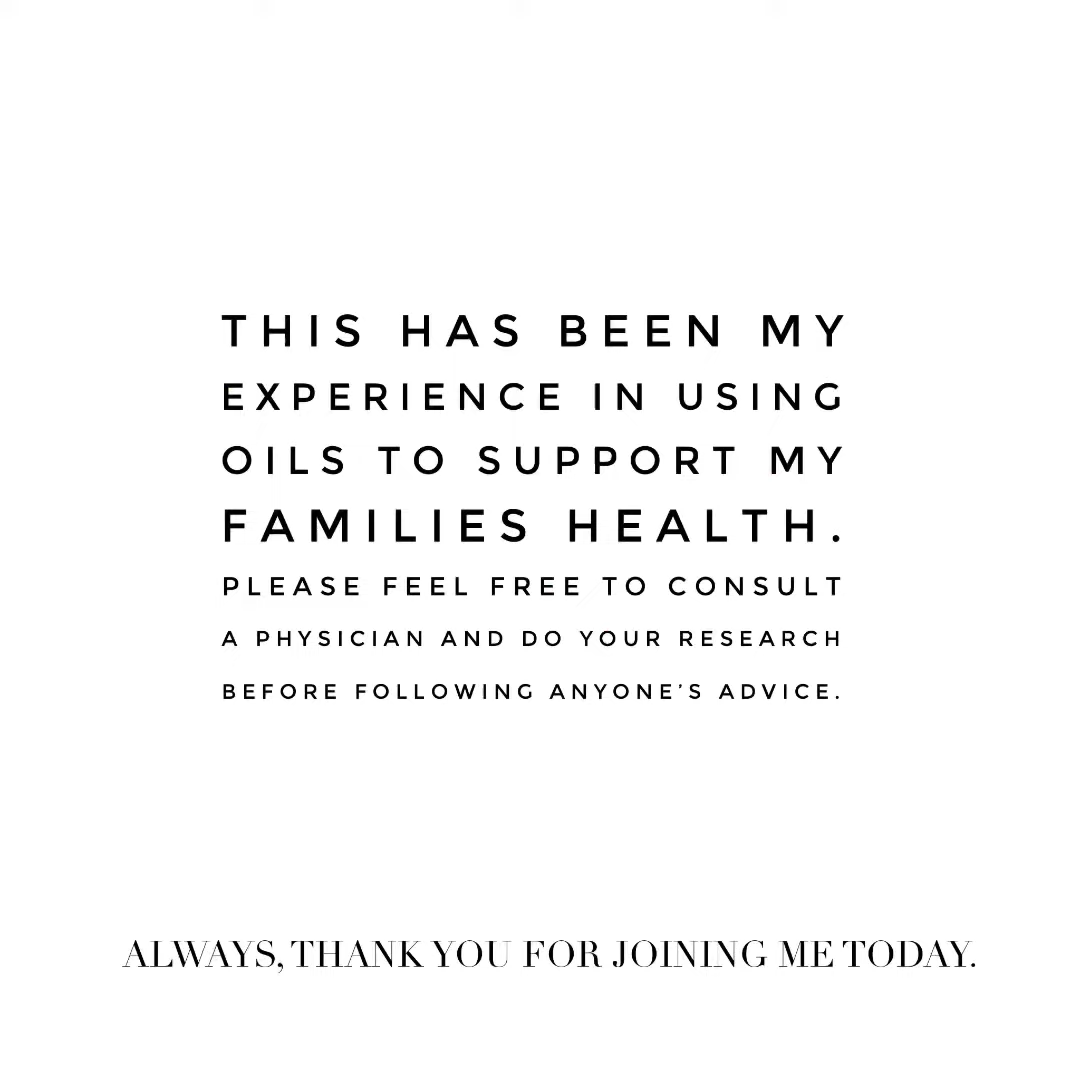 THIS HAS BEEN MY
EXPERIENCE IN USING
OILS TO SUPPORT MY
FAMILIES HEALTH.
PLEASE FEEL FREE TO CONSULT
A PHYSICIAN AND DO YOUR RESEARCH
BEFORE FOLLOWING ANYONE’S ADVICE.
ALWAYS, THANK YOU FOR JOINING ME TODAY.